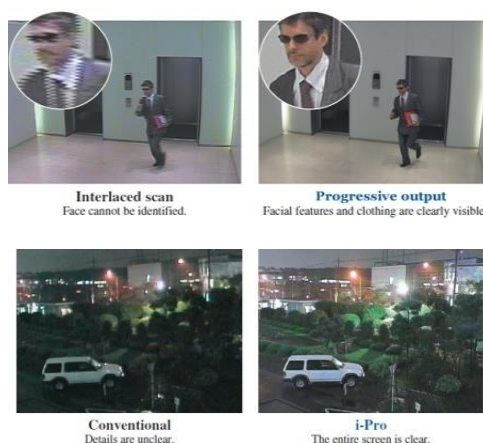 Interlaced scan
Face cannot be identified.
Progressive output
Facial features and clothing are clearly visible
Conventional
Details are unclear.
i-Pro
The entire screen is clear.